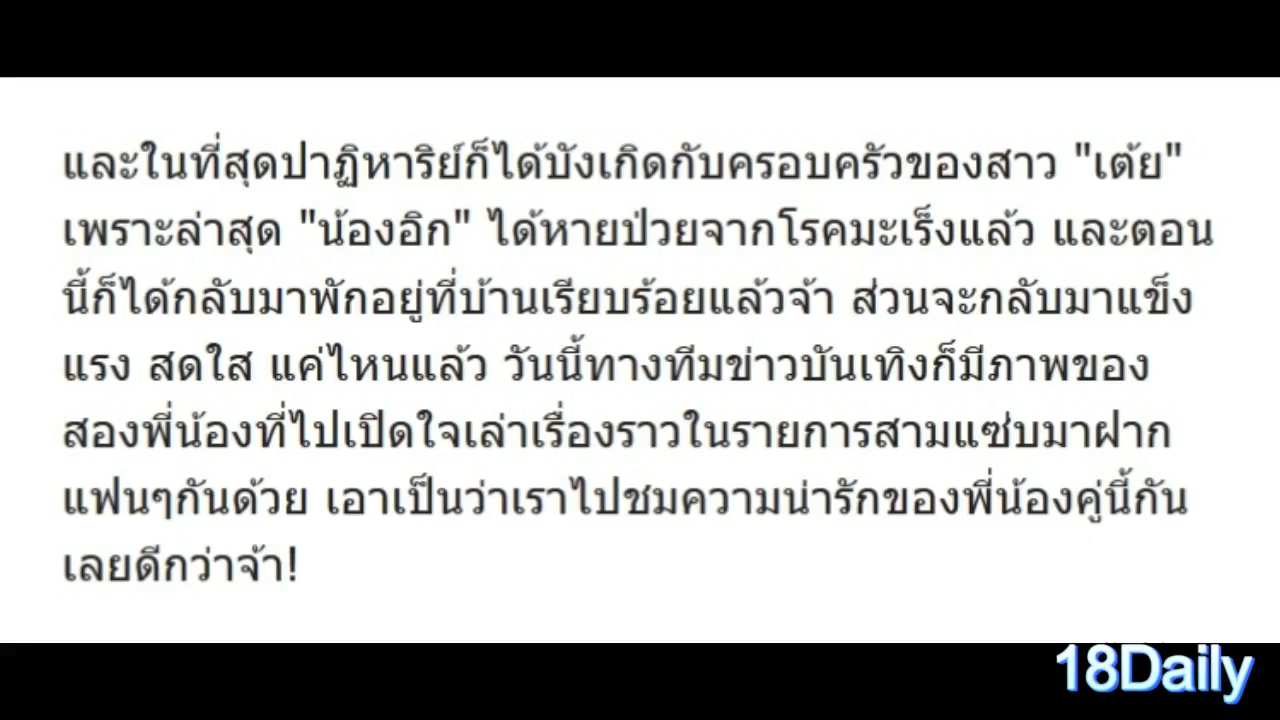 และในที่สุดปาฏิหาริย์ก็ได้บังเกิดกับครอบครัวของสาว "เต้ย"
เพราะล่าสุด "น้องอิก" ได้หายป่วยจากโรคมะเร็งแล้ว และตอน
นี้ก็ได้กลับมาพักอยู่ที่บ้านเรียบร้อยแล้วจ้า ส่วนจะกลับมาแข็ง
แรง สดใส แค่ไหนแล้ว วันนี้ทางทีมข่าวบันเทิงก็มีภาพของ
สองพี่น้องที่ไปเปิดใจเล่าเรื่องราวในรายการสามแซ่บมาฝาก
แฟนๆกันด้วย เอาเป็นว่าเราไปชมความน่ารักของพี่น้องคู่นี้กัน
เลยดีกว่าจ้า!
18Daily